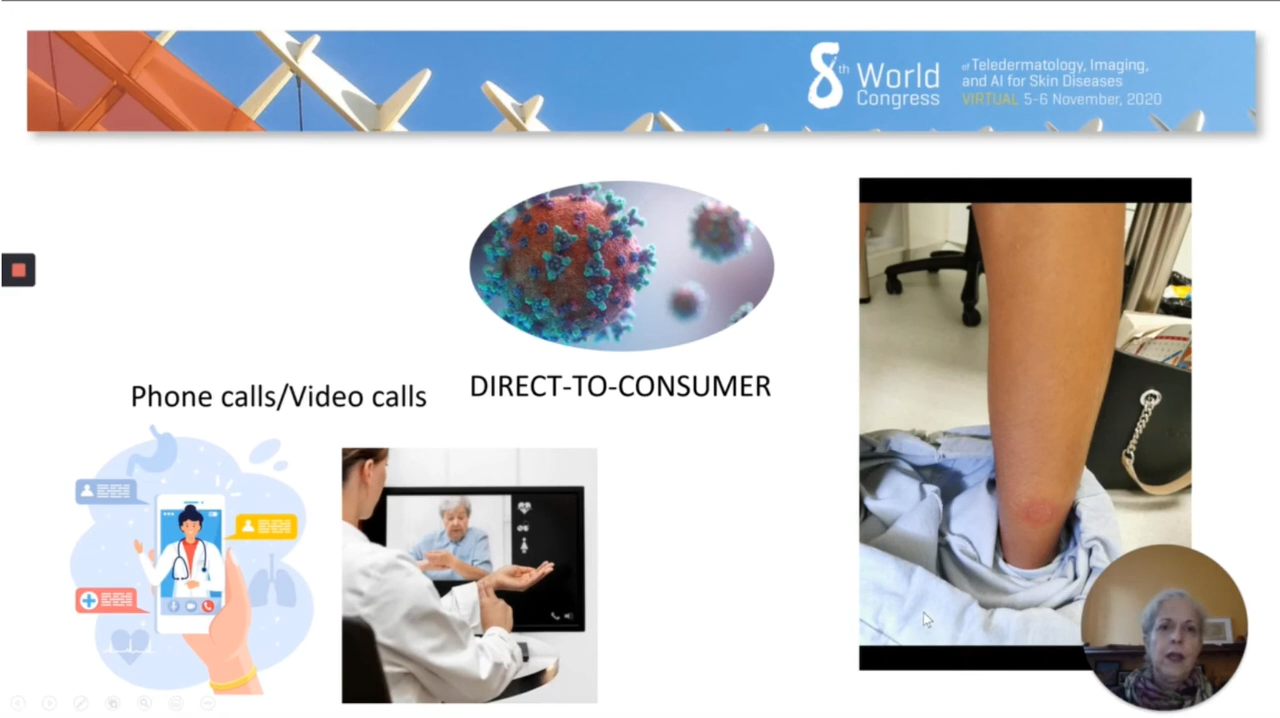 8th World
Congress
of Teledermatology, Imaging,
and AI for Skin Diseases
VIRTUAL 5-6 November, 2020
Phone calls/Video calls
DIRECT-TO-CONSUMER